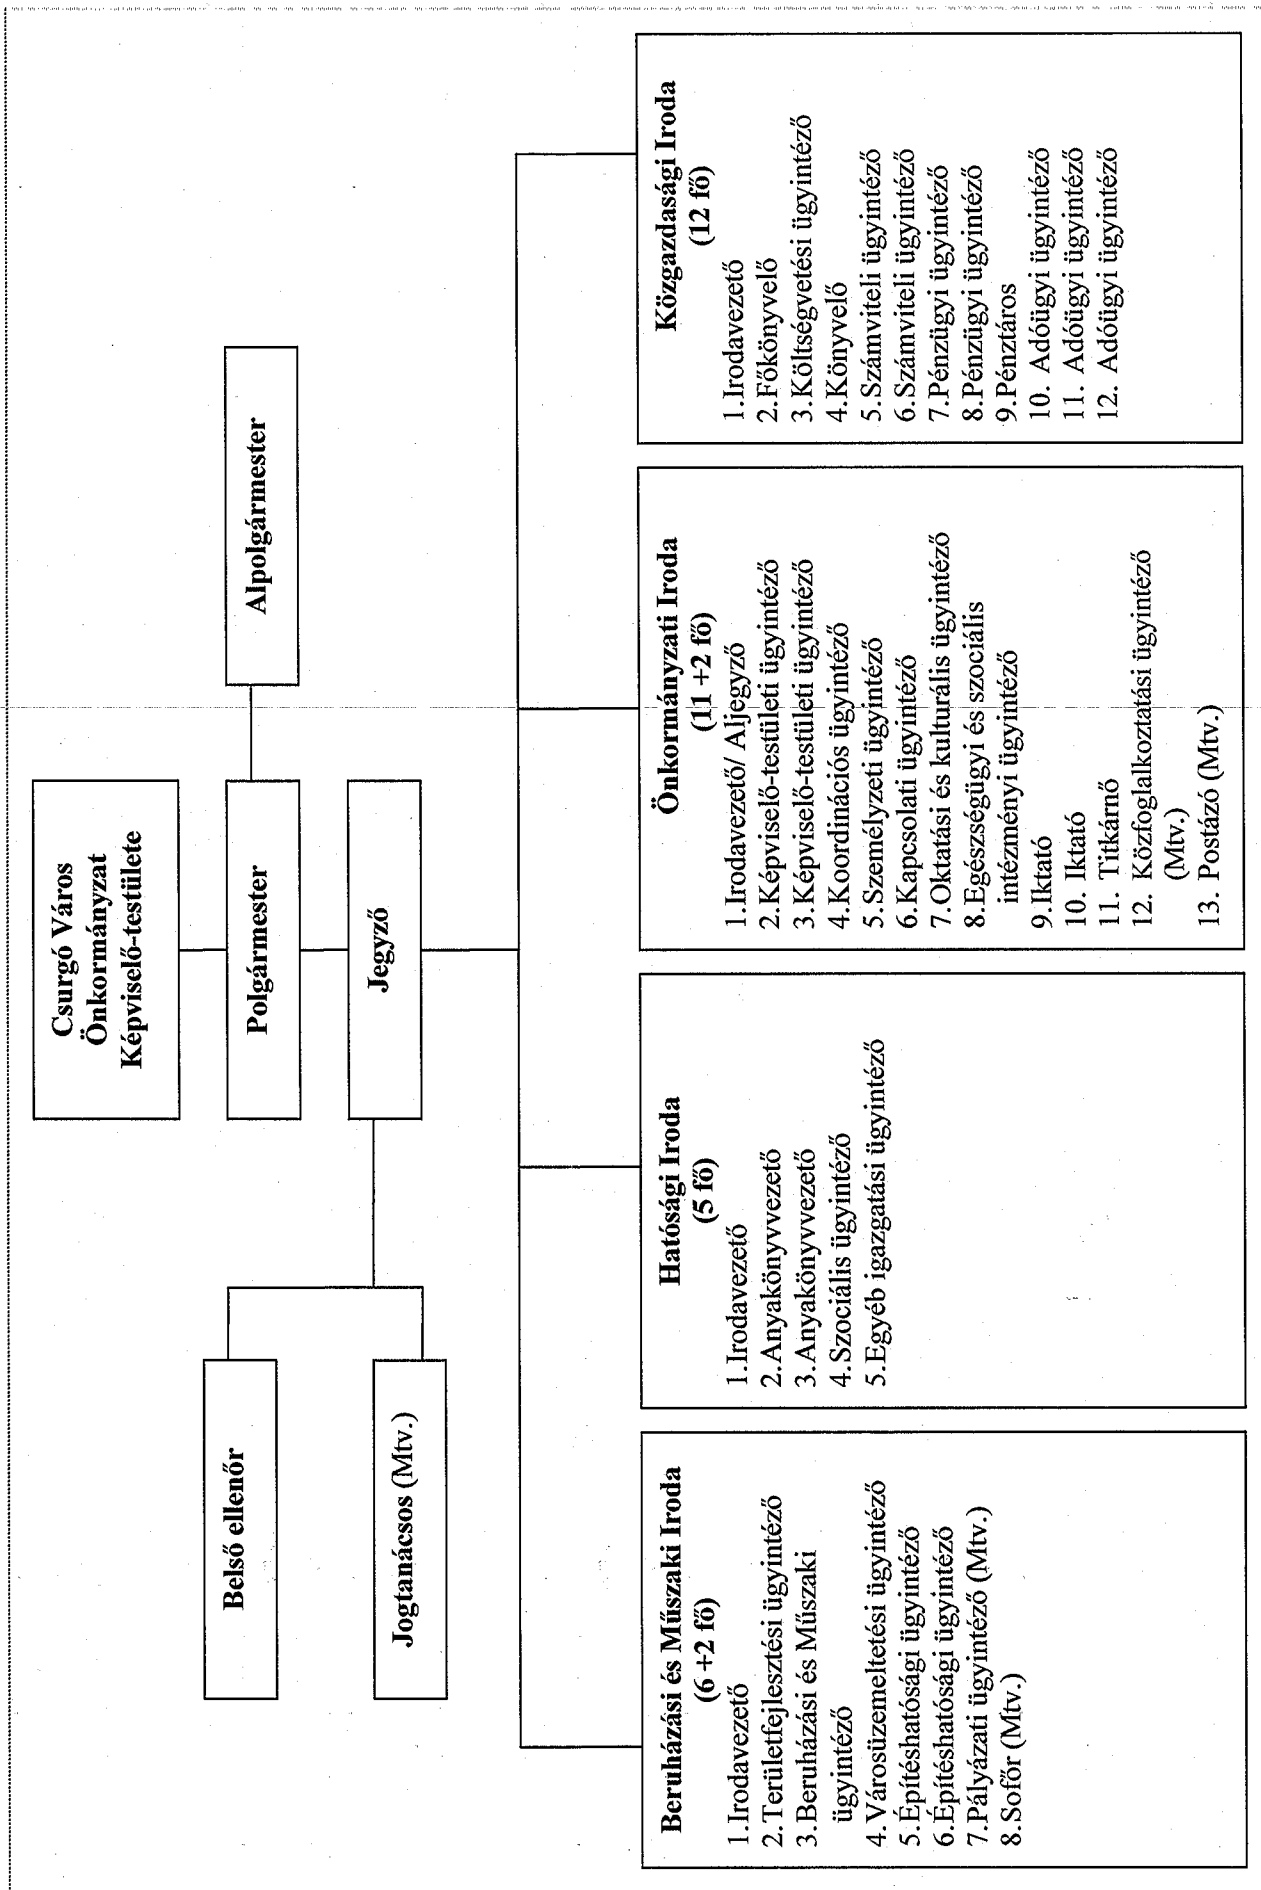 Csurgó Város
Önkormányzat
Képviselő-testülete
Polgármester
Alpolgármester
Jegyző
Belső ellenőr
Jogtanácsos (Mtv.)
Beruházási és Műszaki Iroda
(6 +2 fő)
1.Irodavezető
2.Területfejlesztési ügyintéző
3.Beruházási és Műszaki
ügyintéző
4.Városüzemeltetési ügyintéző
5.Építéshatósági ügyintéző
6.Építéshatósági ügyintéző
7.Pályázati ügyintéző (Mtv.)
8.Sofőr (Mtv.)
Hatósági Iroda
(5 fő)
1.Irodavezető
2.Anyakönyvvezető
3.Anyakönyvvezető
4.Szociális ügyintéző
5.Egyéb igazgatási ügyintéző
Önkormányzati Iroda
(11 +2 fő)
1.Irodavezető/ Aljegyző
2.Képviselő-testületi ügyintéző
3.Képviselő-testületi ügyintéző
4.Koordinációs ügyintéző
5.Személyzeti ügyintéző
6.Kapcsolati ügyintéző
7.Oktatási és kulturális ügyintéző
8.Egészségügyi és szociális
intézményi ügyintéző
9.Iktató
10. Iktató
11. Titkárnő
12. Közfoglalkoztatási ügyintéző
(Mtv.)
13. Postázó (Mtv.)
Közgazdasági Iroda
(12 fő)
1.Irodavezető
2.Főkönyvelő
3.Költségvetési ügyintéző
4.Könyvelő
5.Számviteli ügyintéző
6.Számviteli ügyintéző
7.Pénzügyi ügyintéző
8.Pénzügyi ügyintéző
9.Pénztáros
10. Adóügyi ügyintéző
11. Adóügyi ügyintéző
12. Adóügyi ügyintéző